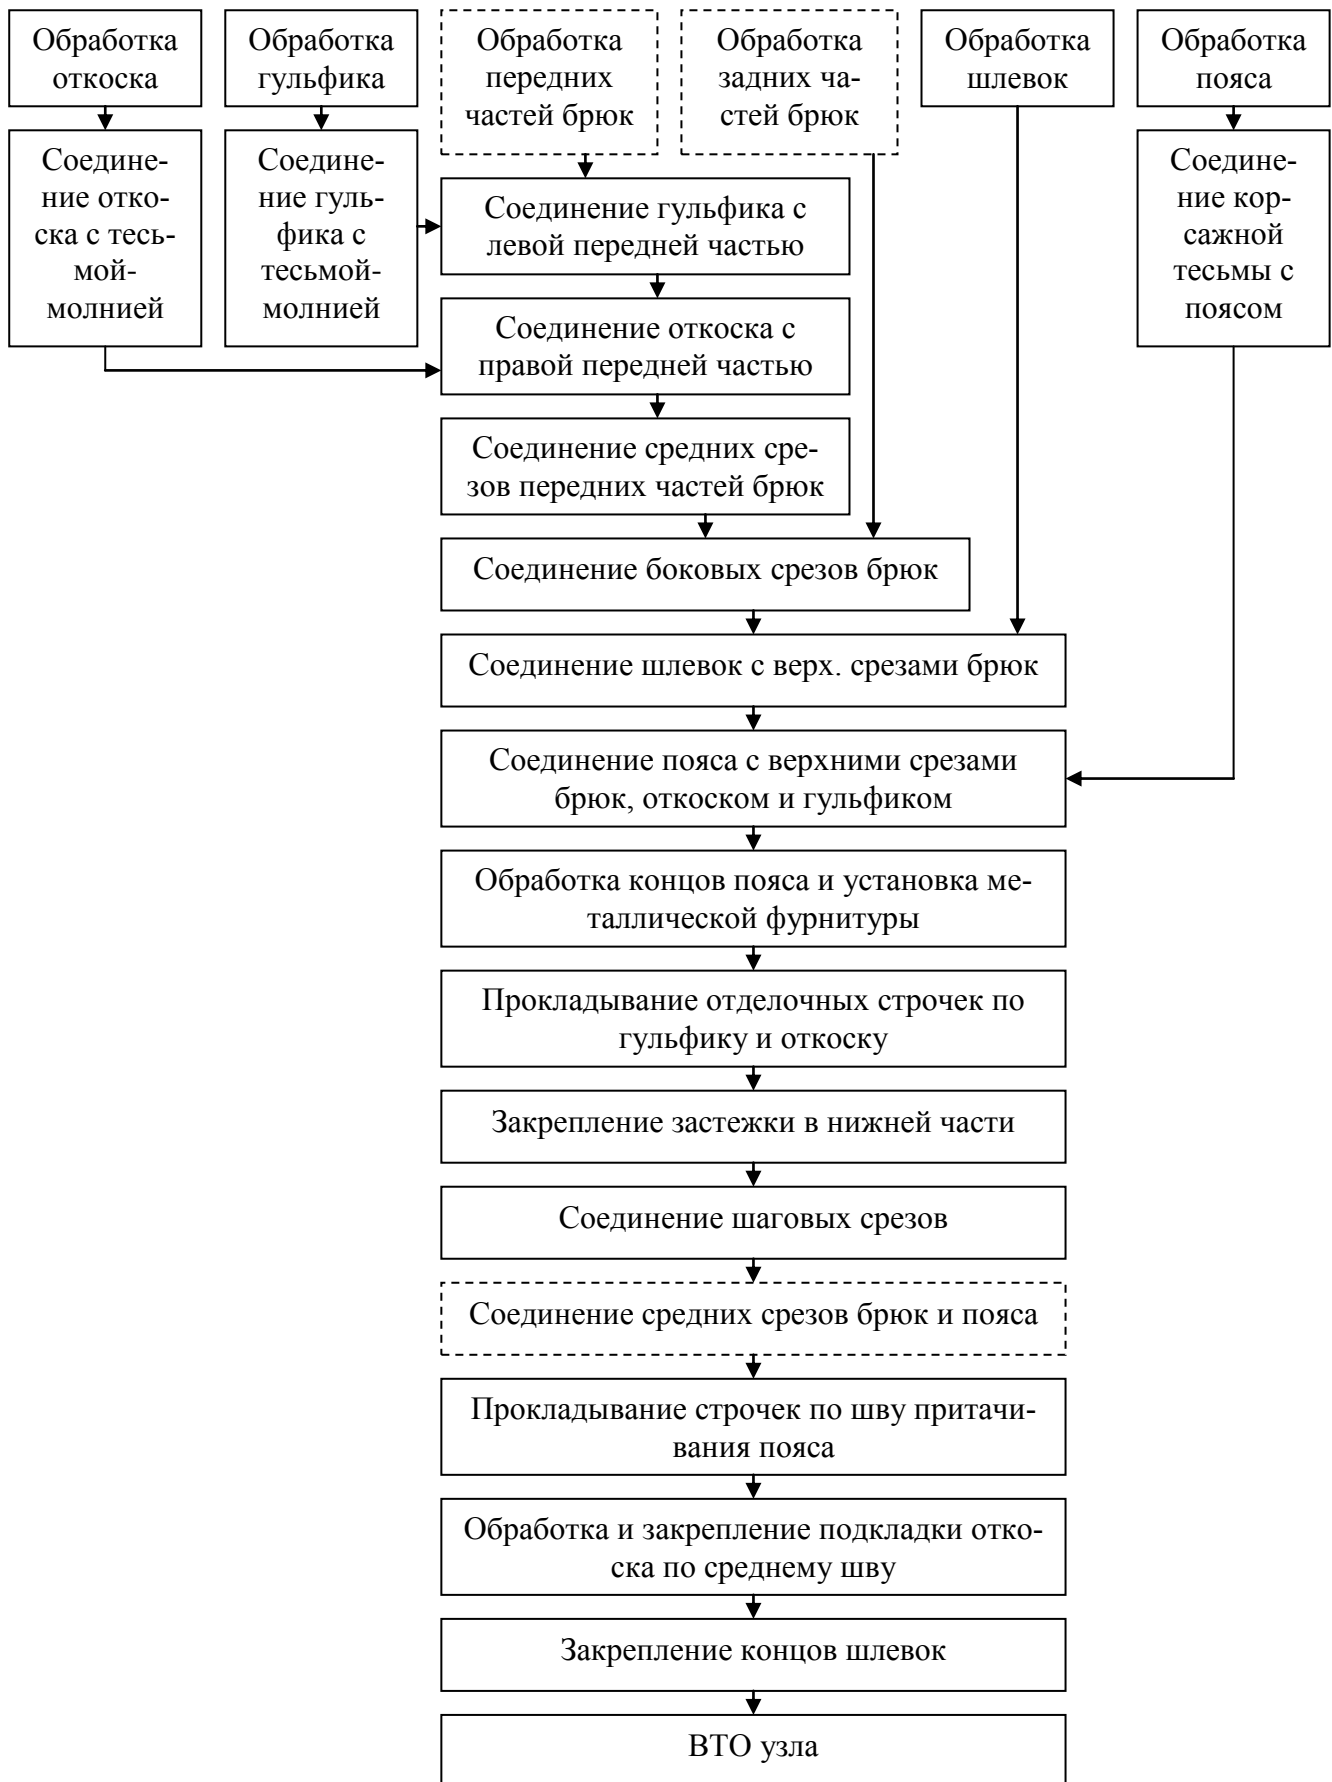 Обработка
откоска
Обработка
гульфика
Обработка
передних
частей брюк
Обработка
задних ча-
стей брюк
Обработка
шлевок
Обработка
пояса
Соедине-
ние отко-
ска с тесь-
мой-
молнией
Соедине-
ние гуль-
фика с
тесьмой-
молнией
Соедине-
ние кор-
сажной
тесьмы с
поясом
Соединение гульфика с
левой передней частью
Соединение откоска с
правой передней частью
Соединение средних сре-
зов передних частей брюк
Соединение боковых срезов брюк
Соединение шлевок с верх. срезами брюк
Соединение пояса с верхними срезами
брюк, откоском и гульфиком
Обработка концов пояса и установка ме-
таллической фурнитуры
Прокладывание отделочных строчек по
гульфику и откоску
Закрепление застежки в нижней части
Соединение шаговых срезов
Соединение средних срезов брюк и пояса
Прокладывание строчек по шву притачи-
вания пояса
Обработка и закрепление подкладки отко-
ска по среднему шву
Закрепление концов шлевок
ВТО узла